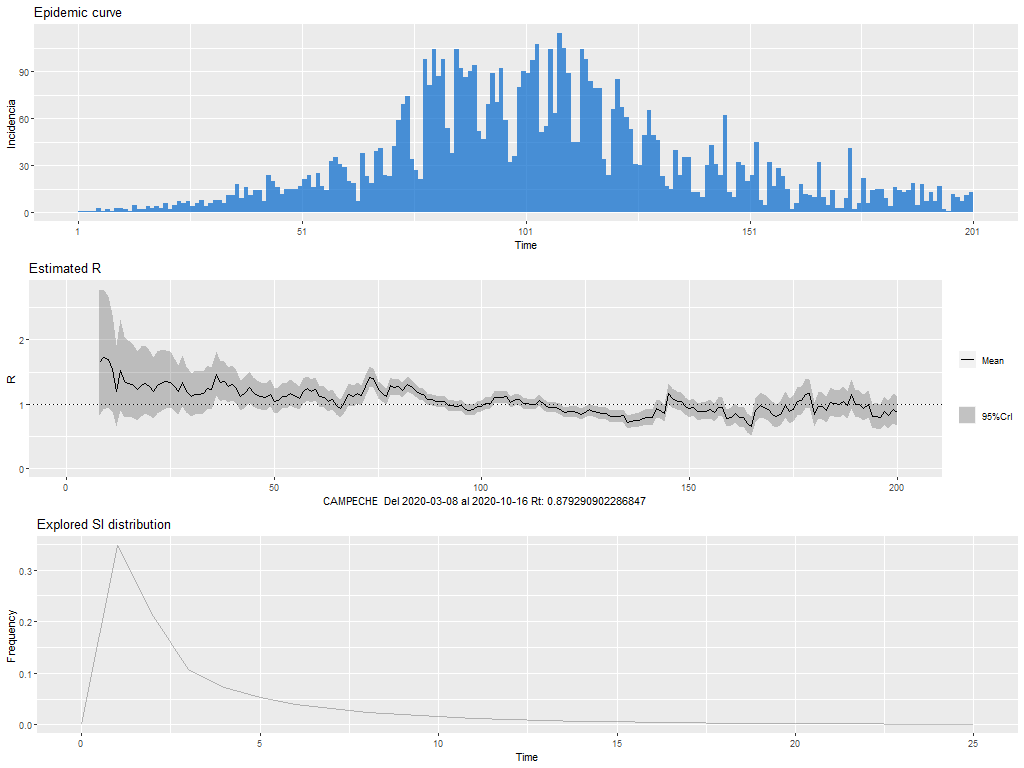 Epidemic curve
Incidencia
90
60
30
0
1
51
101
151
201
Time
Estimated R
R
2
1
0
0
50
100
150
200
Mean
95%CrI
CAMPECHE Del 2020-03-08 al 2020-10-16 Rt: 0.879290902286847
Explored SI distribution
Frequency
0.3
0.2
0.1
0.0
0
5
10
15
20
25
Time